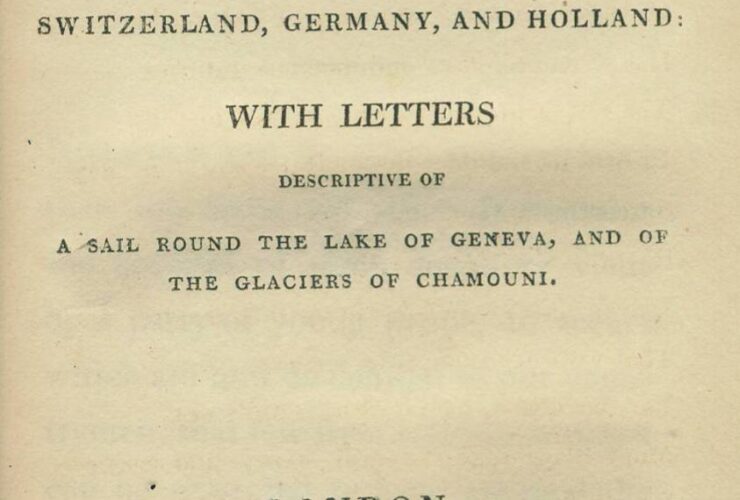 SWITZERLAND, GERMANY, AND HOLLAND:
WITH LETTERS
DESCRIPTIVE OF
A SAIL ROUND THE LAKE OF GENEVA, AND OF
THE GLACIERS OF CHAMOUNI.